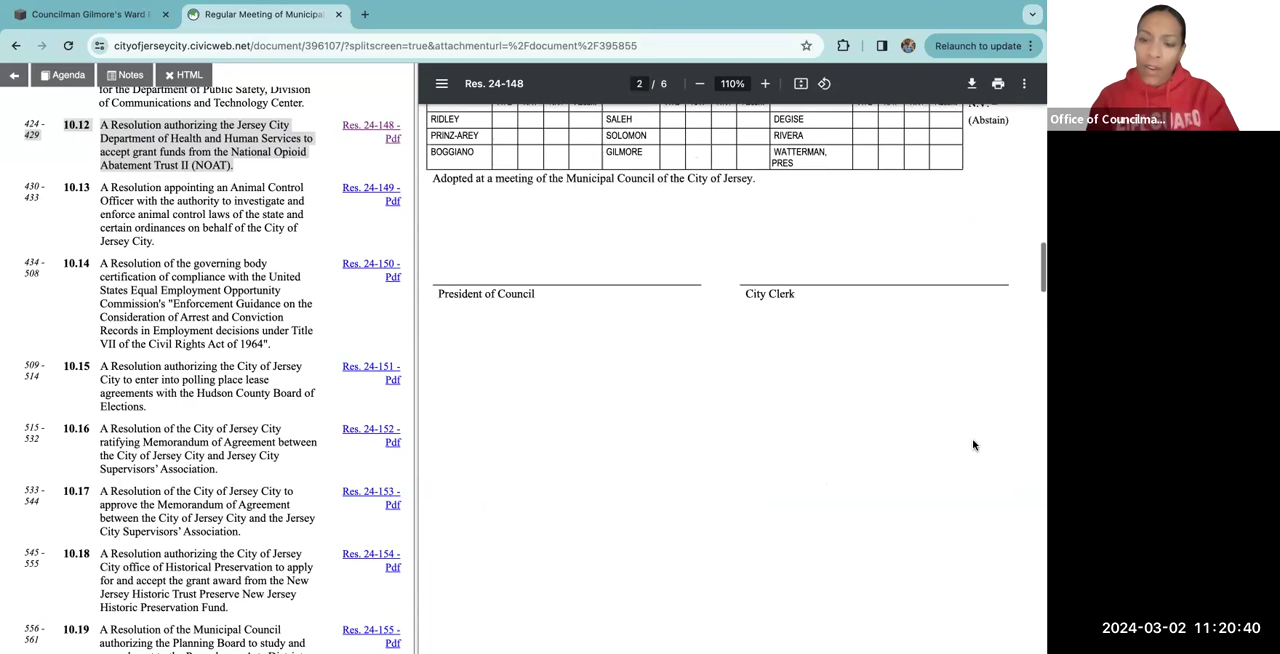 Councilman Gilmore's Ward
Regular Meeting of Municipal
cityofjerseycity.civicweb.net/document/396107/?splitscreen=true&attachmenturl=%2Fdocument%2F395855
Relaunch to update
Agenda
Notes
HTML
Res. 24-148
2 / 6
110%
for the Department of Public Safety, Division
of Communications and Technology Center.
424 -
429
10.12
A Resolution authorizing the Jersey City
Department of Health and Human Services to
accept grant funds from the National Opioid
Abatement Trust II (NOAT).
Res. 24-148 -
Pdf
430 -
433
10.13
A Resolution appointing an Animal Control
Officer with the authority to investigate and
enforce animal control laws of the state and
certain ordinances on behalf of the City of
Jersey City.
Res. 24-149 -
Pdf
434 -
508
10.14
A Resolution of the governing body
certification of compliance with the United
States Equal Employment Opportunity
Commission's "Enforcement Guidance on the
Consideration of Arrest and Conviction
Records in Employment decisions under Title
VII of the Civil Rights Act of 1964".
Res. 24-150 -
Pdf
509 -
514
10.15
A Resolution authorizing the City of Jersey
City to enter into polling place lease
agreements with the Hudson County Board of
Elections.
Res. 24-151 -
Pdf
515 -
532
10.16
A Resolution of the City of Jersey City
ratifying Memorandum of Agreement between
the City of Jersey City and Jersey City
Supervisors' Association.
Res. 24-152 -
Pdf
533 -
544
10.17
A Resolution of the City of Jersey City to
approve the Memorandum of Agreement
between the City of Jersey City and the Jersey
City Supervisors' Association.
Res. 24-153 -
Pdf
545 -
555
10.18
A Resolution authorizing the City of Jersey
City office of Historical Preservation to apply
for and accept the grant award from the New
Jersey Historic Trust Preserve New Jersey
Historic Preservation Fund.
Res. 24-154 -
Pdf
556 -
561
10.19
A Resolution of the Municipal Council
authorizing the Planning Board to study and
Res. 24-155 -
Pdf
(Abstain)
RIDLEY SALEH DEGISE
PRINZ-AREY SOLOMON RIVERA
BOGGIANO GILMORE WATTERMAN,
PRES
Adopted at a meeting of the Municipal Council of the City of Jersey.
President of Council
City Clerk
Office of Councilma...
2024-03-02 11:20:40